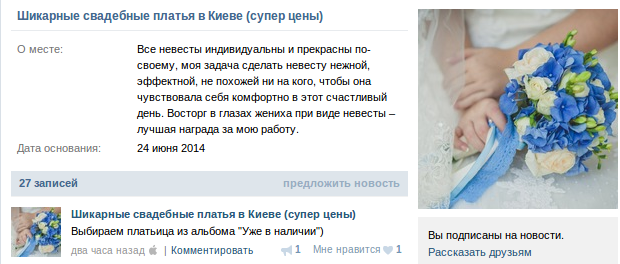 Шикарные свадебные платья в Киеве (супер цены)
О месте:
Все невесты индивидуальны и прекрасны по-
своему, моя задача сделать невесту нежной,
эффектной, не похожей ни на кого, чтобы она
чувствовала себя комфортно в этот счастливый
день. Восторг в глазах жениха при виде невесты –
лучшая награда за мою работу.
Дата основания: 24 июня 2014
27 записей предложить новость
Шикарные свадебные платья в Киеве (супер цены)
Выбираем платьица из альбома "Уже в наличии")
два часа назад | Комментировать 1 Мне нравится 1
Вы подписаны на новости.
Рассказать друзьям